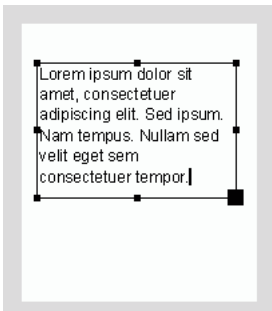 Lorem ipsum dolor sit
amet, consectetuer
adipiscing elit. Sed ipsum.
Nam tempus. Nullam sed
velit eget sem
consectetuer tempor.